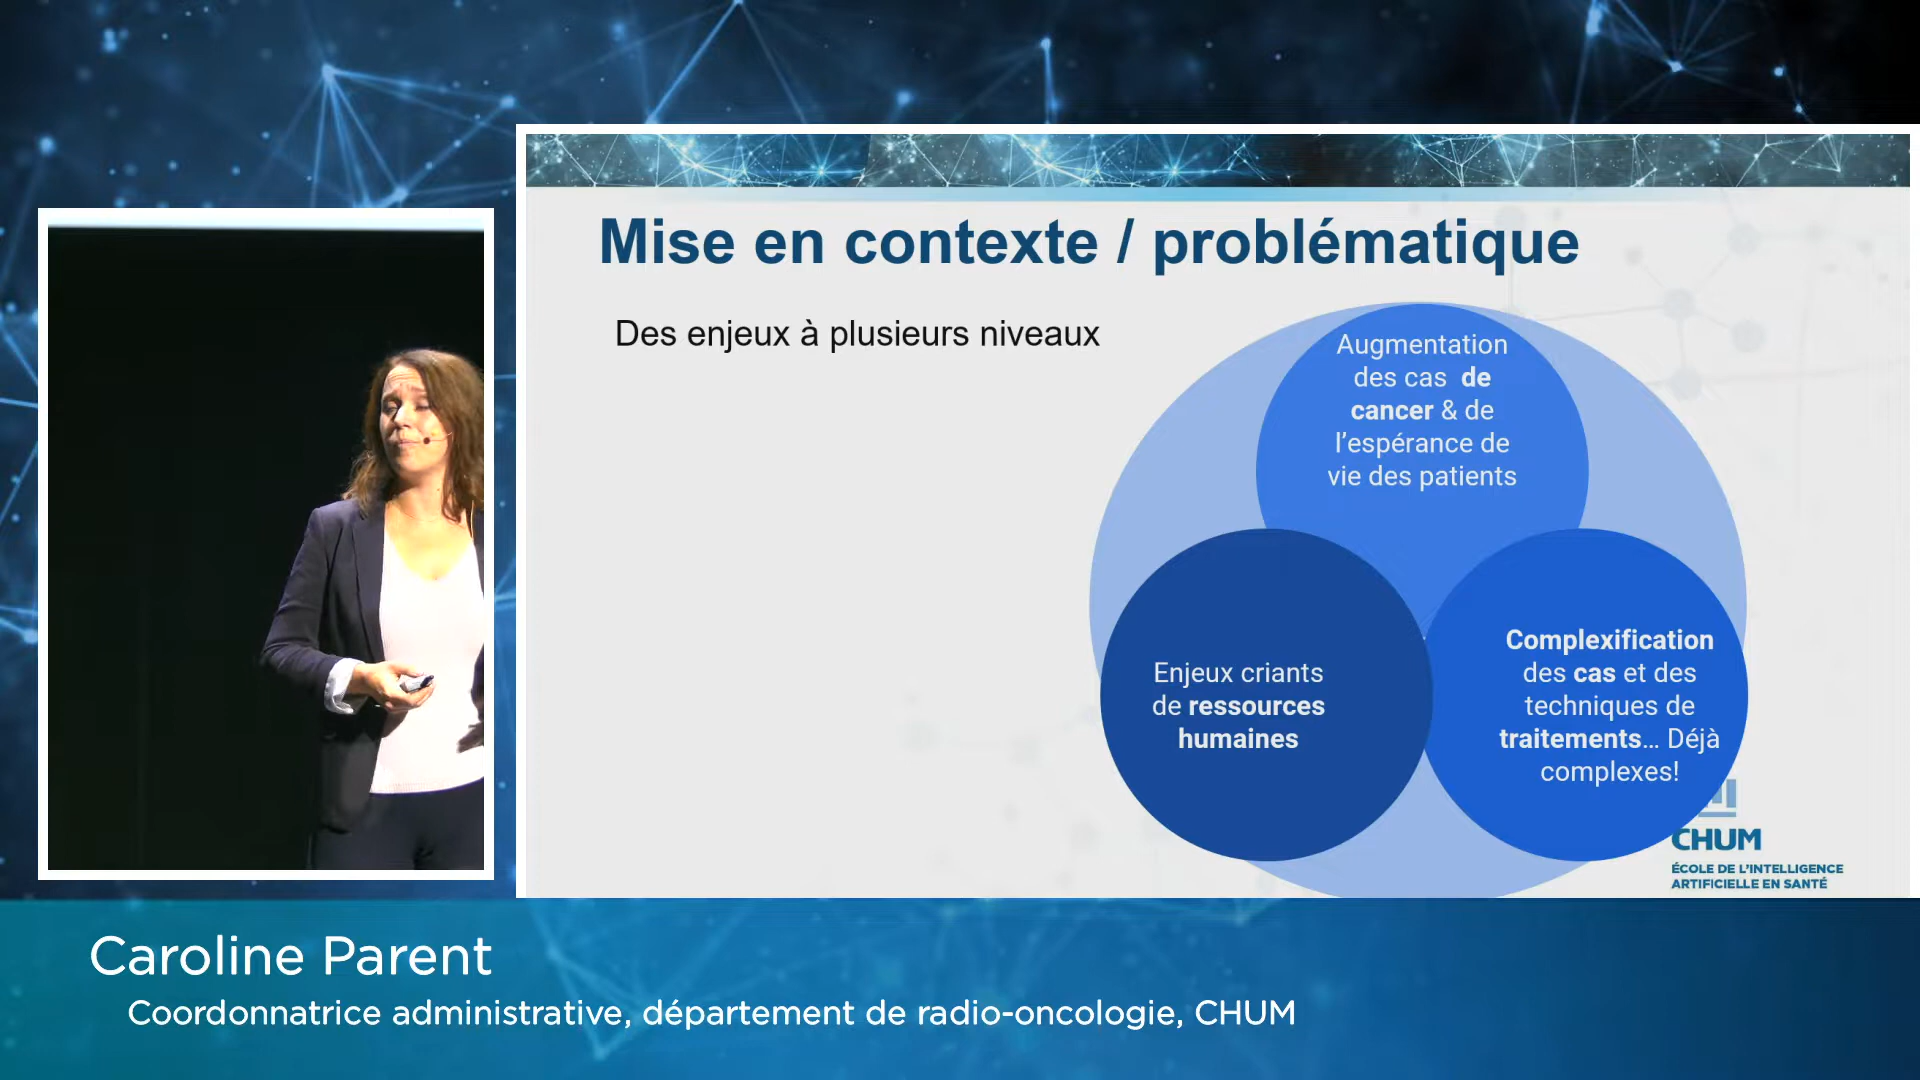 Mise en contexte / problématique
Des enjeux à plusieurs niveaux
Augmentation
des cas de
cancer & de
l'espérance de
vie des patients
Enjeux criants
de ressources
humaines
Complexification
des cas et des
techniques de
traitements... Déjà
complexes!
CHUM
ÉCOLE DE L'INTELLIGENCE
ARTIFICIELLE EN SANTÉ
Caroline Parent
Coordonnatrice administrative, département de radio-oncologie, CHUM